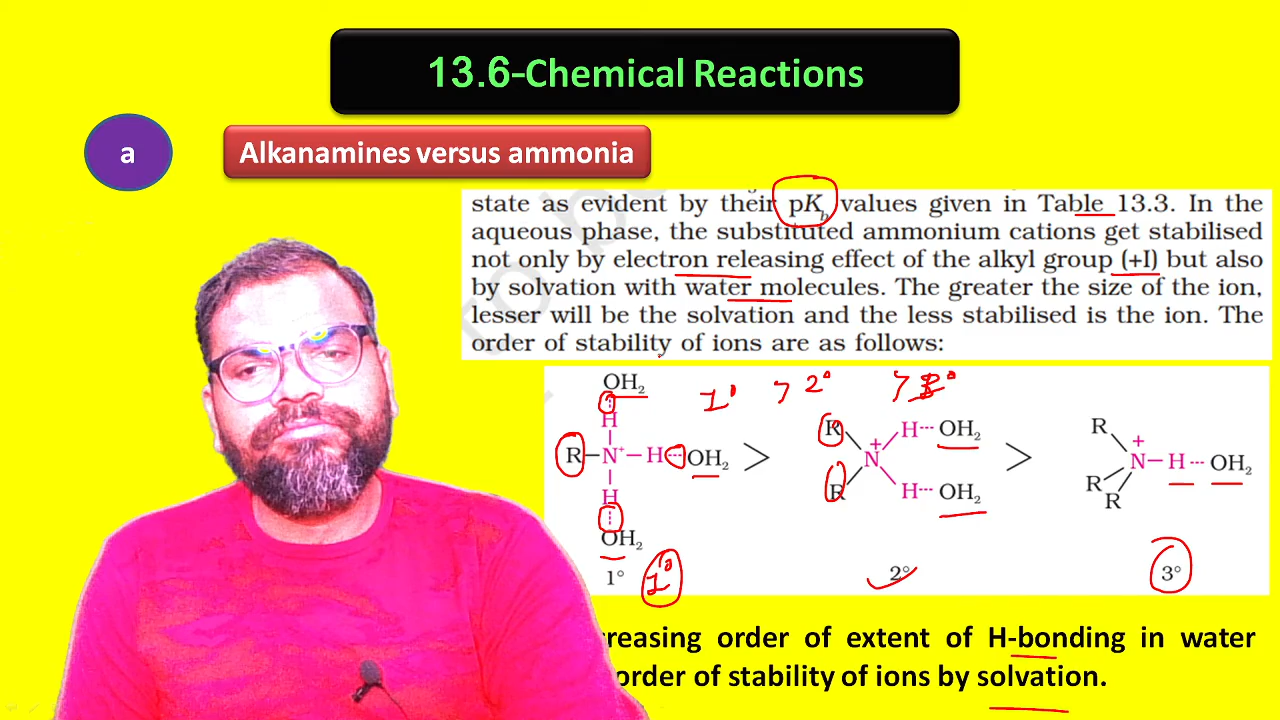 13.6-Chemical Reactions
a
Alkanamines versus ammonia
state as evident by their pKb values given in Table 13.3. In the
aqueous phase, the substituted ammonium cations get stabilised
not only by electron releasing effect of the alkyl group (+I) but also
by solvation with water molecules. The greater the size of the ion,
lesser will be the solvation and the less stabilised is the ion. The
order of stability of ions are as follows:
OH2
1° > 2° >
H
R H OH2
R—N+—H OH2 > N+ > R N+—H OH2
H R H OH2 R R
OH2
1° 1° 2° 3°
creasing order of extent of H-bonding in water
order of stability of ions by solvation.